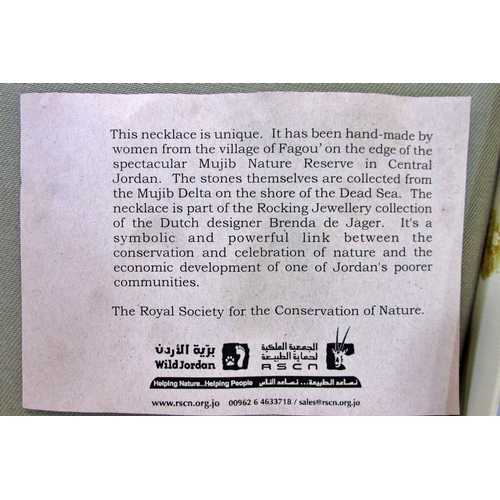 This necklace is unique. It has been hand-made by
women from the village of Faqou' on the edge of the
spectacular Mujib Nature Reserve in Central
Jordan. The stones themselves are collected from
the Mujib Delta on the shore of the Dead Sea. The
necklace is part of the Rocking Jewellery collection
of the Dutch designer Brenda de Jager. It's a
symbolic and powerful link between the
conservation and celebration of nature and the
economic development of one of Jordan's poorer
communities.
The Royal Society for the Conservation of Nature.
برية الأردن
Wild Jordan
الجمعية الملكية
لحماية الطبيعة
RSCN
Helping Nature...Helping People
نساعد الطبيعة... نساعد الناس
www.rscn.org.jo 00962 6 4633718 / sales@rscn.org.jo